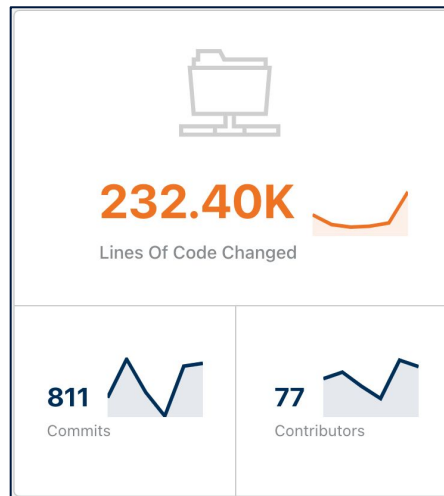 232.40K
Lines Of Code Changed
811
Commits
77
Contributors